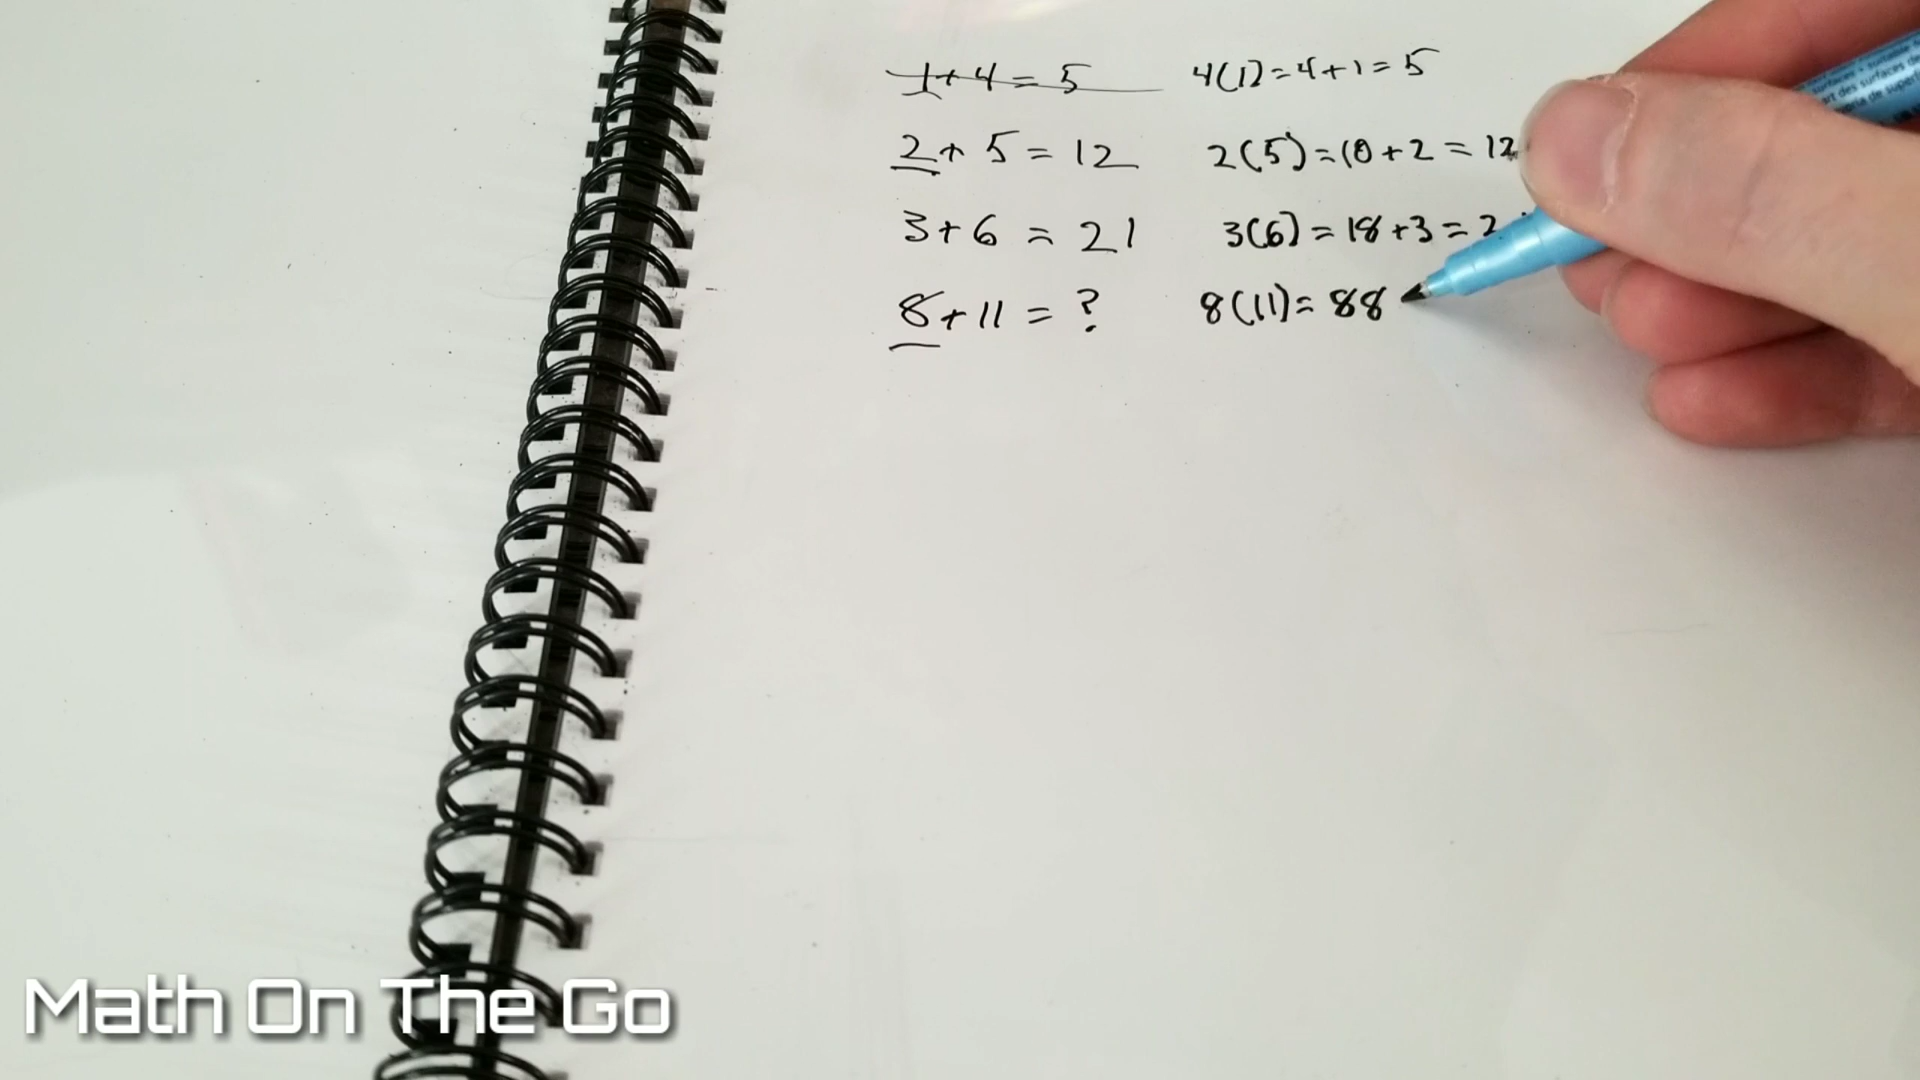 1+4=5 4(1)=4+1=5
2+5=12 2(5)=10+2=12
3+6=21 3(6)=18+3=2
8+11=? 8(11)=88
Math On The Go